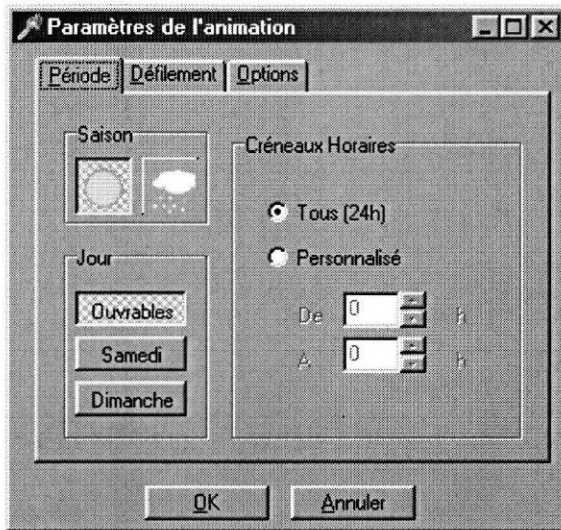 Paramètres de l'animation
Période Défilement Options
Saison
Créneaux Horaires
Tous (24h)
Personnalisé
De 0 h
A 0 h
Jour
Ouvrables
Samedi
Dimanche
OK Annuler